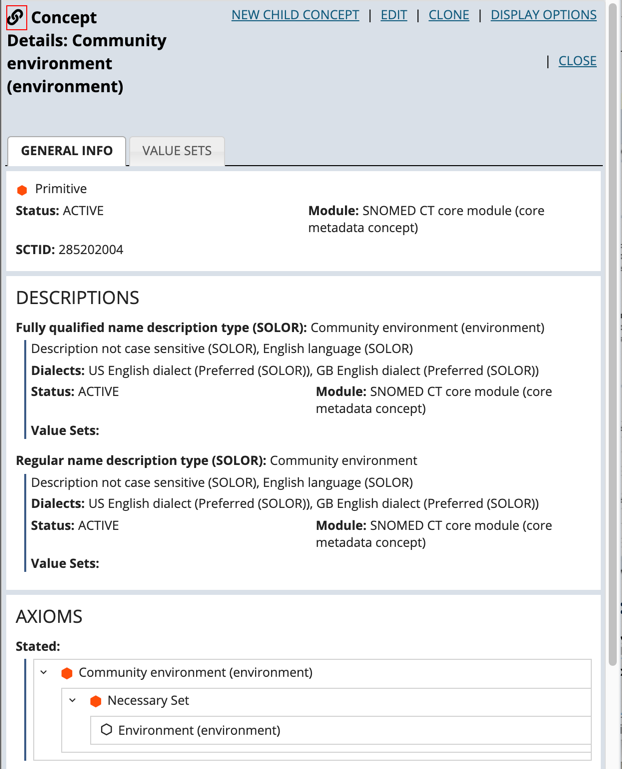 Concept
Details: Community
environment
(environment)
NEW CHILD CONCEPT | EDIT | CLONE | DISPLAY OPTIONS
| CLOSE
GENERAL INFO VALUE SETS
Primitive
Status: ACTIVE
Module: SNOMED CT core module (core
metadata concept)
SCTID: 285202004
DESCRIPTIONS
Fully qualified name description type (SOLOR): Community environment (environment)
Description not case sensitive (SOLOR), English language (SOLOR)
Dialects: US English dialect (Preferred (SOLOR)), GB English dialect (Preferred (SOLOR))
Status: ACTIVE
Module: SNOMED CT core module (core
metadata concept)
Value Sets:
Regular name description type (SOLOR): Community environment
Description not case sensitive (SOLOR), English language (SOLOR)
Dialects: US English dialect (Preferred (SOLOR)), GB English dialect (Preferred (SOLOR))
Status: ACTIVE
Module: SNOMED CT core module (core
metadata concept)
Value Sets:
AXIOMS
Stated:
Community environment (environment)
Necessary Set
Environment (environment)